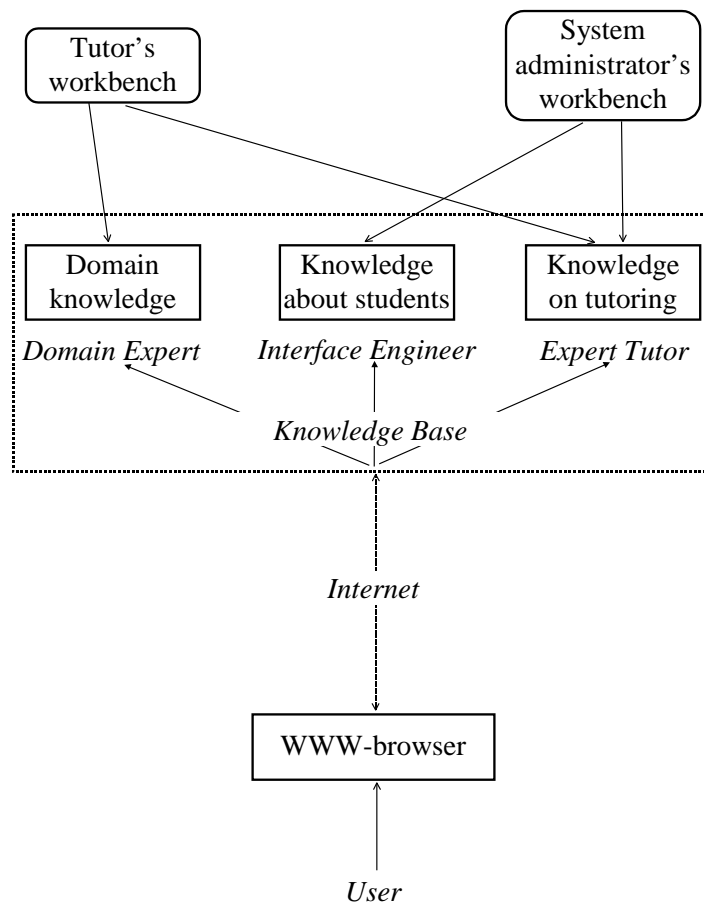 Tutor’s
workbench
System
administrator’s
workbench
Domain
knowledge
Knowledge
about students
Knowledge
on tutoring
Domain Expert
Interface Engineer
Expert Tutor
Knowledge Base
Internet
WWW-browser
User